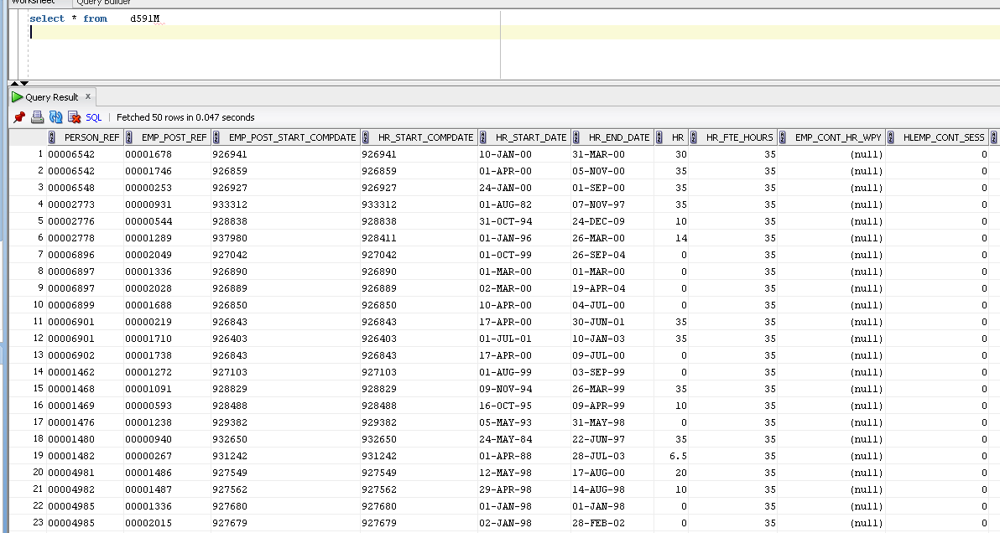 Worksheet Query Builder
select * from d591M
Query Result x
SQL | Fetched 50 rows in 0.047 seconds
PERSON_REF EMP_POST_REF EMP_POST_START_COMPDATE HR_START_COMPDATE HR_START_DATE HR_END_DATE HR HR_FTE_HOURS EMP_CONT_HR_WPY HLEMP_CONT_SESS
1 00006542 00001678 926941 926941 10-JAN-00 31-MAR-00 30 35 (null) 0
2 00006542 00001746 926859 926859 01-APR-00 05-NOV-00 35 35 (null) 0
3 00006548 00000253 926927 926927 24-JAN-00 01-SEP-00 35 35 (null) 0
4 00002773 00000931 933312 933312 01-AUG-82 07-NOV-97 35 35 (null) 0
5 00002776 00000544 928838 928838 31-OCT-94 24-DEC-09 10 35 (null) 0
6 00002778 00001289 937980 928411 01-JAN-96 26-MAR-00 14 35 (null) 0
7 00006896 00002049 927042 927042 01-OCT-99 26-SEP-04 0 35 (null) 0
8 00006897 00001336 926890 926890 01-MAR-00 01-MAR-00 0 35 (null) 0
9 00006897 00002028 926889 926889 02-MAR-00 19-APR-04 0 35 (null) 0
10 00006899 00001688 926850 926850 10-APR-00 04-JUL-00 0 35 (null) 0
11 00006901 00000219 926843 926843 17-APR-00 30-JUN-01 35 35 (null) 0
12 00006901 00001710 926403 926403 01-JUL-01 10-JAN-03 35 35 (null) 0
13 00006902 00001738 926843 926843 17-APR-00 09-JUL-00 0 35 (null) 0
14 00001462 00001272 927103 927103 01-AUG-99 03-SEP-99 0 35 (null) 0
15 00001468 00001091 928829 928829 09-NOV-94 26-MAR-99 35 35 (null) 0
16 00001469 00000593 928488 928488 16-OCT-95 09-APR-99 10 35 (null) 0
17 00001476 00001238 929382 929382 05-MAY-93 31-MAY-98 0 35 (null) 0
18 00001480 00000940 932650 932650 24-MAY-84 22-JUN-97 35 35 (null) 0
19 00001482 00000267 931242 931242 01-APR-88 28-JUL-03 6.5 35 (null) 0
20 00004981 00001486 927549 927549 12-MAY-98 17-AUG-00 20 35 (null) 0
21 00004982 00001487 927562 927562 29-APR-98 14-AUG-98 10 35 (null) 0
22 00004985 00001336 927680 927680 01-JAN-98 01-JAN-98 0 35 (null) 0
23 00004985 00002015 927679 927679 02-JAN-98 28-FEB-02 0 35 (null) 0